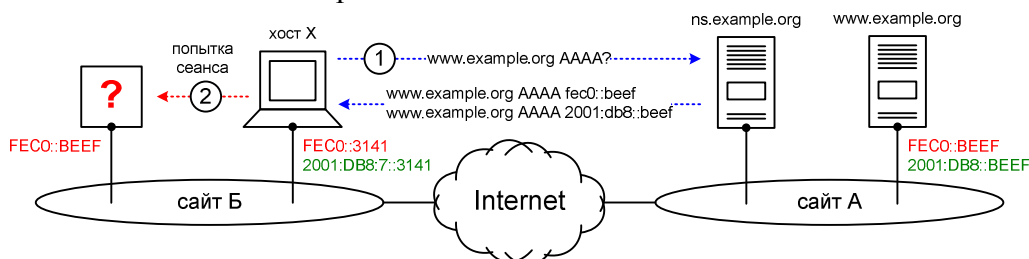 ns.example.org
www.example.org
хост X
попытка
сеанса
1
www.example.org AAAA?
2
?
www.example.org AAAA fec0::beef
www.example.org AAAA 2001:db8::beef
FEC0::BEEF
FEC0::3141
2001:DB8:7::3141
FEC0::BEEF
2001:DB8::BEEF
сайт Б
Internet
сайт А